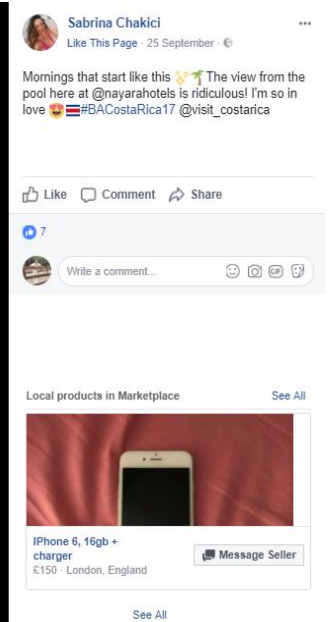 Sabrina Chakici
Like This Page · 25 September ·
Mornings that start like this ✨🌴 The view from the
pool here at @nayarahotels is ridiculous! I'm so in
love 😍🇨🇷#BACostaRica17 @visit_costarica
Like Comment Share
7
Write a comment...
GIF
Local products in Marketplace See All
IPhone 6, 16gb +
charger
£150 · London, England
Message Seller
See All